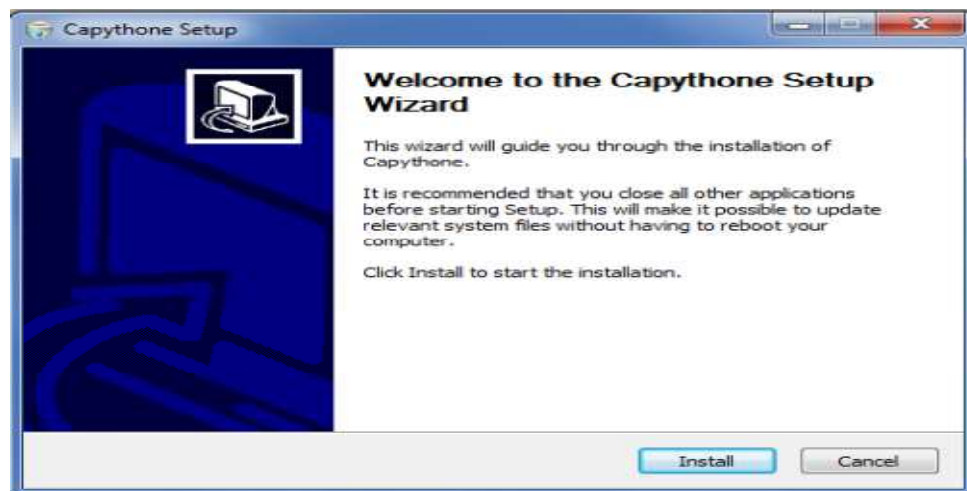 Capythone Setup
Welcome to the Capythone Setup
Wizard
This wizard will guide you through the installation of
Capythone.
It is recommended that you close all other applications
before starting Setup. This will make it possible to update
relevant system files without having to reboot your
computer.
Click Install to start the installation.
Install
Cancel